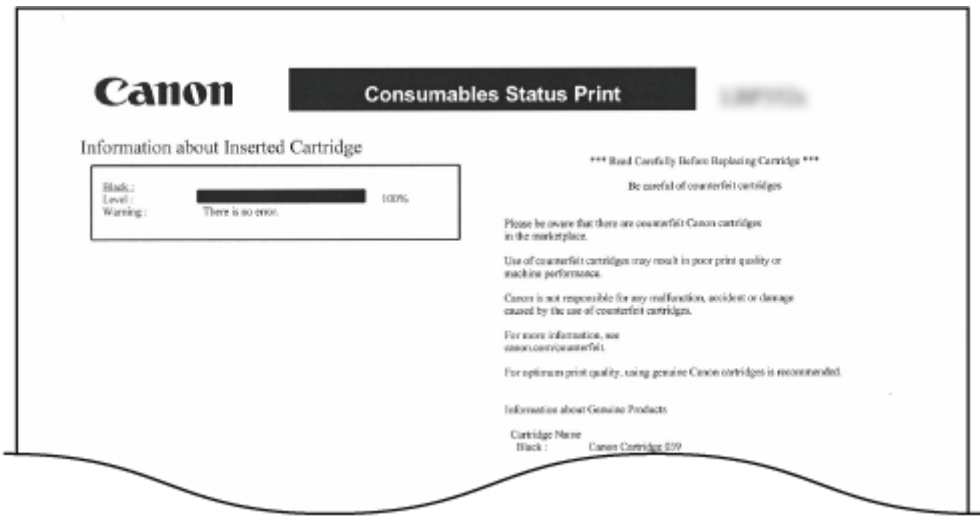 Canon
Consumables Status Print
Information about Inserted Cartridge
Black :
Level : 100%
Warning : There is no error.
*** Read Carefully Before Replacing Cartridge ***
Be careful of counterfeit cartridges
Please be aware that there are counterfeit Canon cartridges
in the marketplace.
Use of counterfeit cartridges may result in poor print quality or
machine performance.
Canon is not responsible for any malfunction, accident or damage
caused by the use of counterfeit cartridges.
For more information, see
canon.com/counterfeit.
For optimum print quality, using genuine Canon cartridges is recommended.
Information about Genuine Products
Cartridge Name
Black : Canon Cartridge 039